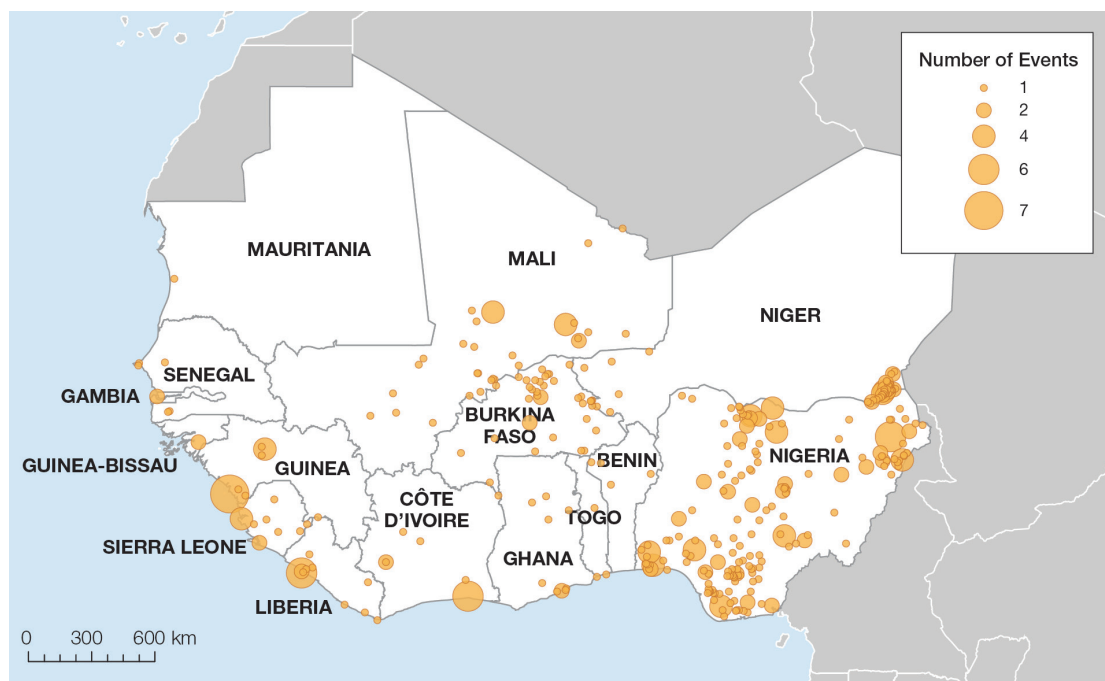 Number of Events
1
2
4
6
7
MAURITANIA
MALI
NIGER
SENEGAL
GAMBIA
BURKINA
FASO
GUINEA-BISSAU
GUINEA
BENIN
NIGERIA
CÔTE
D'IVOIRE
TOGO
SIERRA LEONE
GHANA
LIBERIA
0 300 600 km